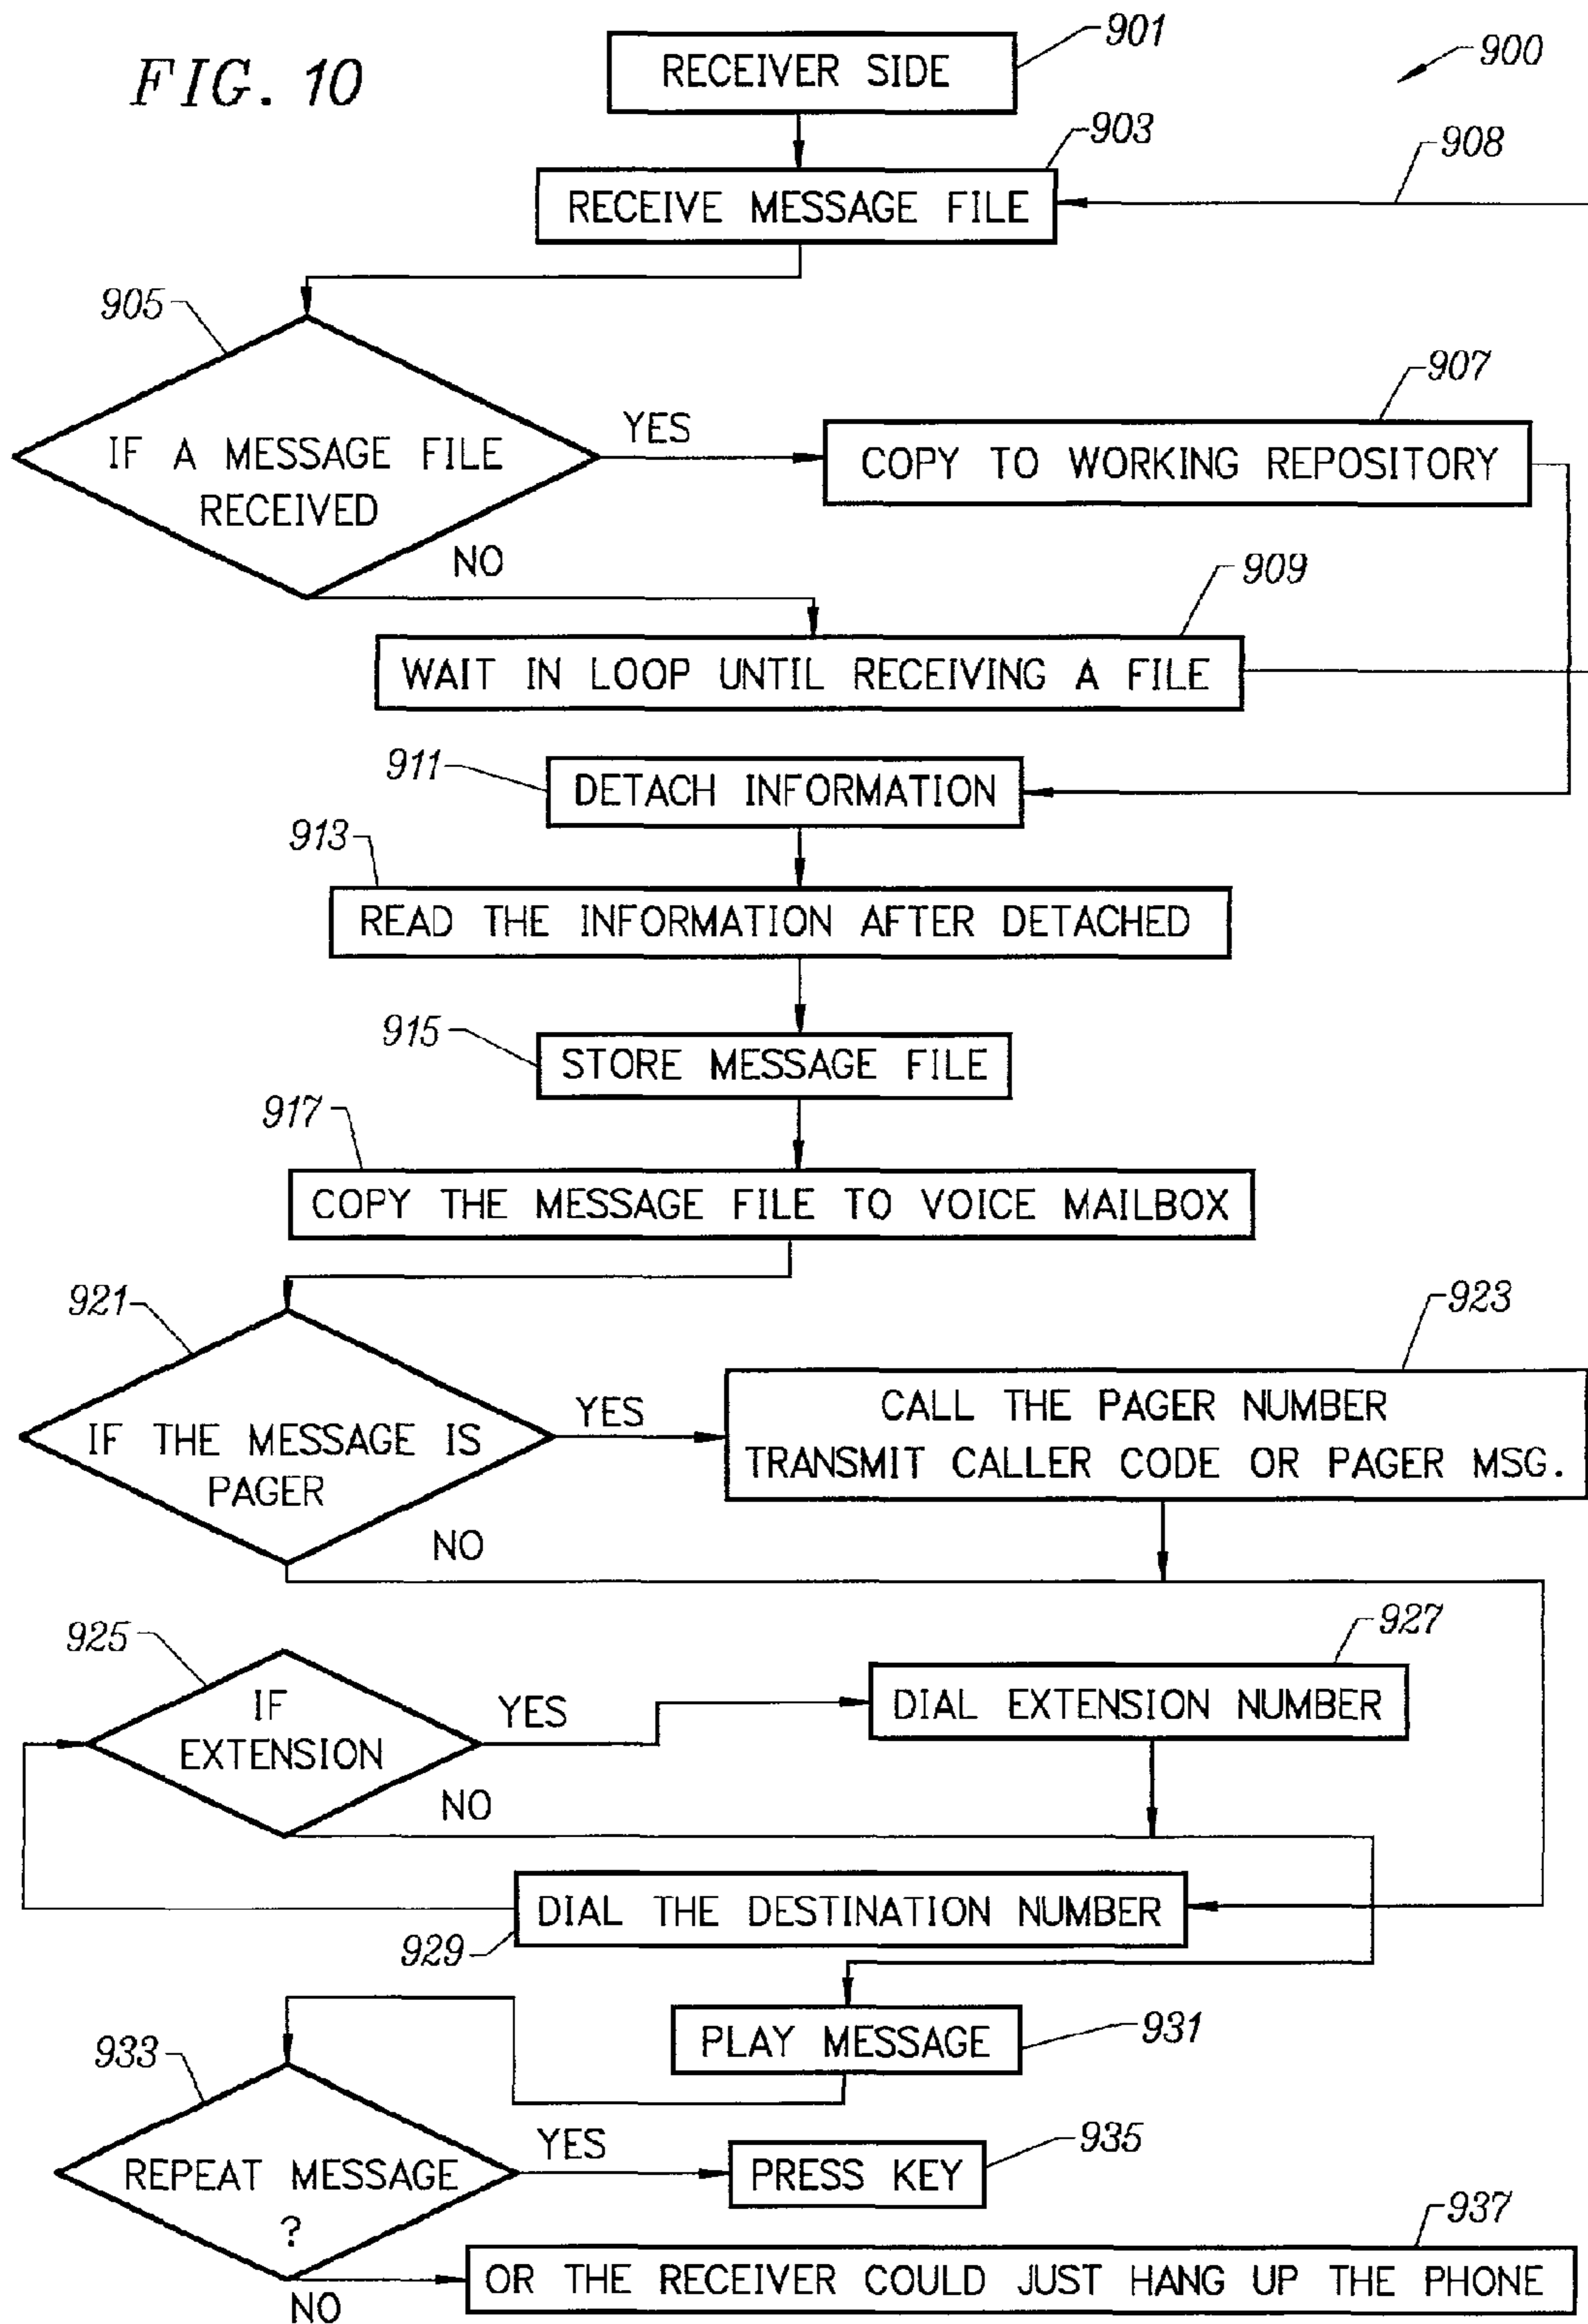 FIG. 10
RECEIVER SIDE
901
900
903
908
RECEIVE MESSAGE FILE
905
907
IF A MESSAGE FILE
RECEIVED
YES
COPY TO WORKING REPOSITORY
NO
909
WAIT IN LOOP UNTIL RECEIVING A FILE
911
DETACH INFORMATION
913
READ THE INFORMATION AFTER DETACHED
915
STORE MESSAGE FILE
917
COPY THE MESSAGE FILE TO VOICE MAILBOX
921
923
IF THE MESSAGE IS
PAGER
YES
CALL THE PAGER NUMBER
TRANSMIT CALLER CODE OR PAGER MSG.
NO
925
927
IF
EXTENSION
YES
DIAL EXTENSION NUMBER
NO
DIAL THE DESTINATION NUMBER
929
PLAY MESSAGE
931
933
REPEAT MESSAGE
?
YES
PRESS KEY
935
937
NO
OR THE RECEIVER COULD JUST HANG UP THE PHONE